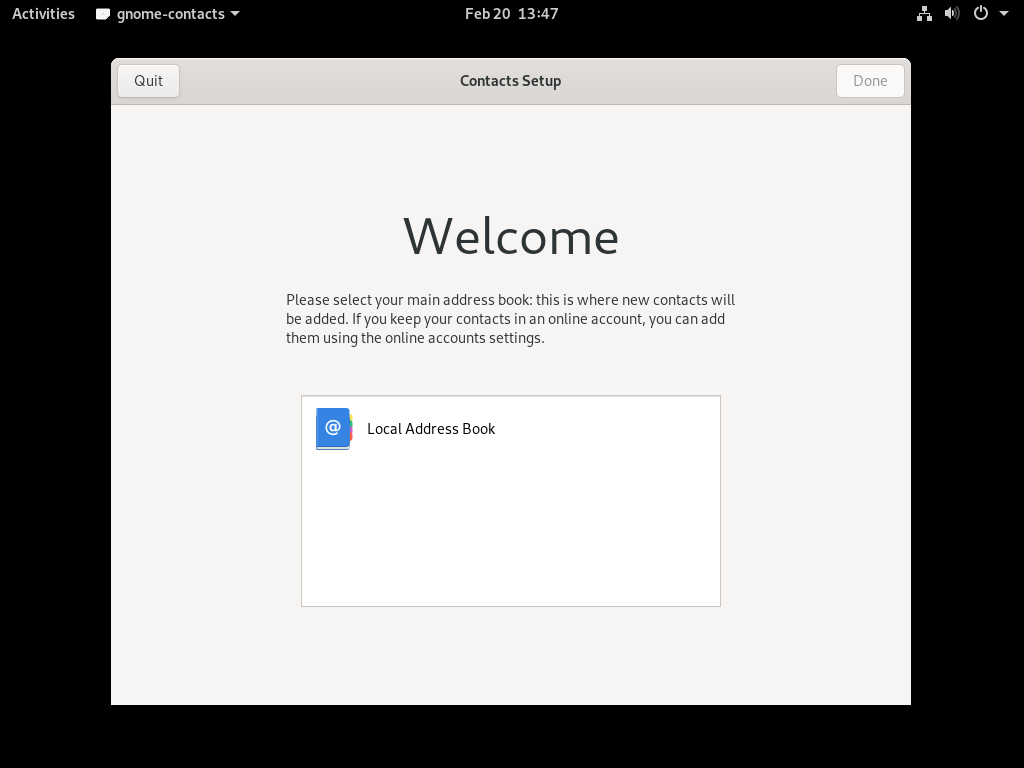 Activities gnome-contacts Feb 20 13:47
Quit Contacts Setup Done
Welcome
Please select your main address book: this is where new contacts will
be added. If you keep your contacts in an online account, you can add
them using the online accounts settings.
@ Local Address Book